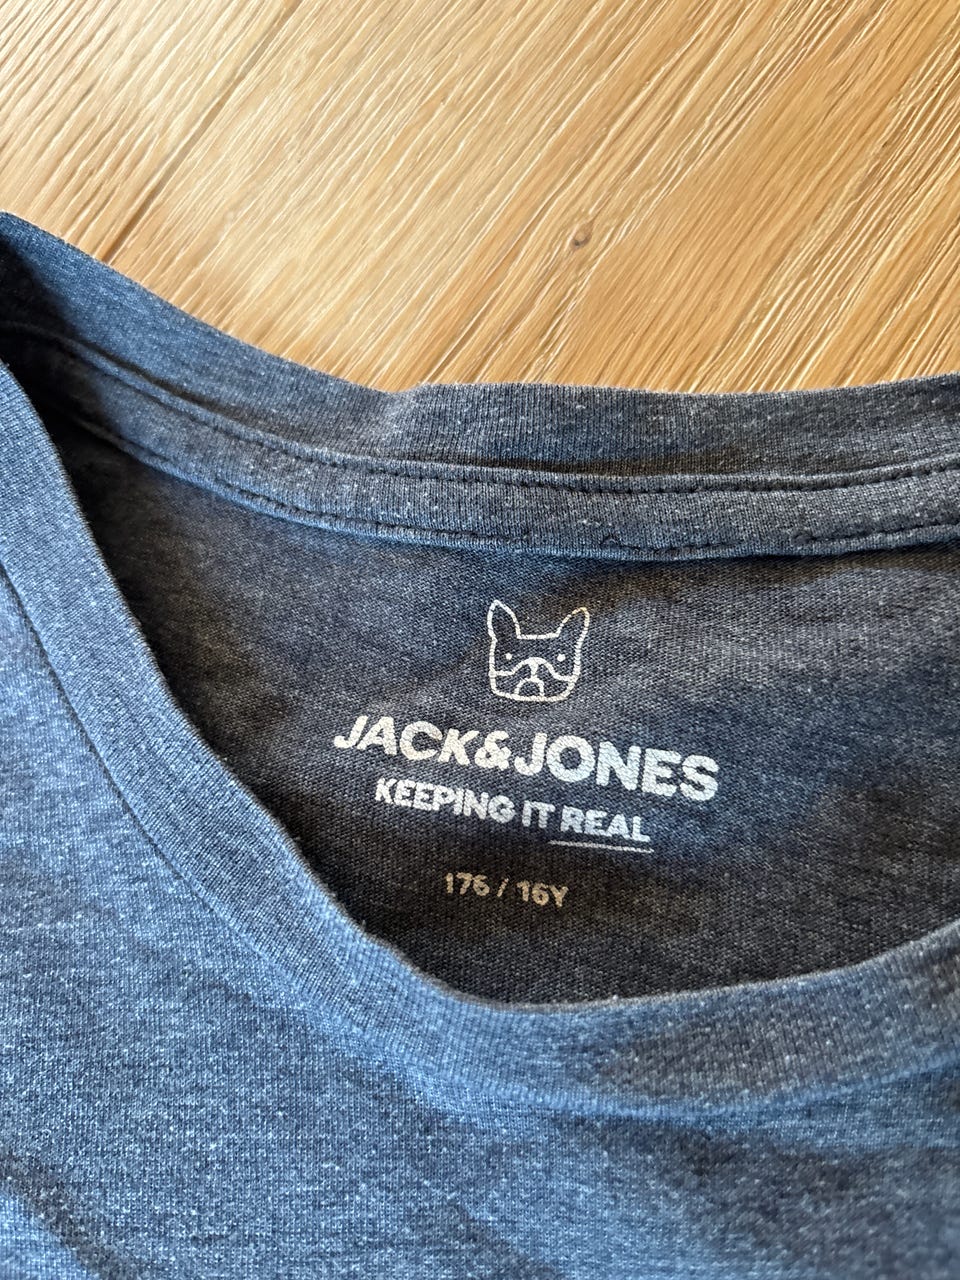 JACK&JONES
KEEPING IT REAL
176 / 16Y